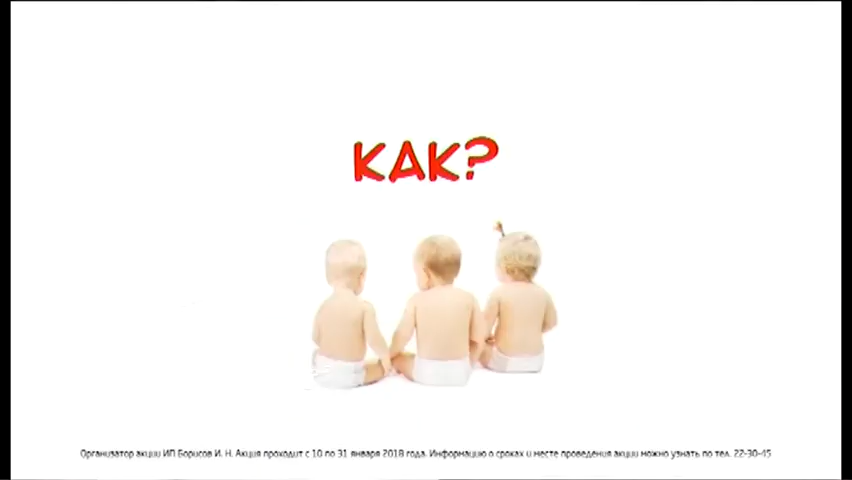 КАК?
Организатор акции ИП Борисов И. Н. Акция проходит с 10 по 31 января 2018 года. Информацию о сроках и месте проведения акции можно узнать по тел. 22-30-45